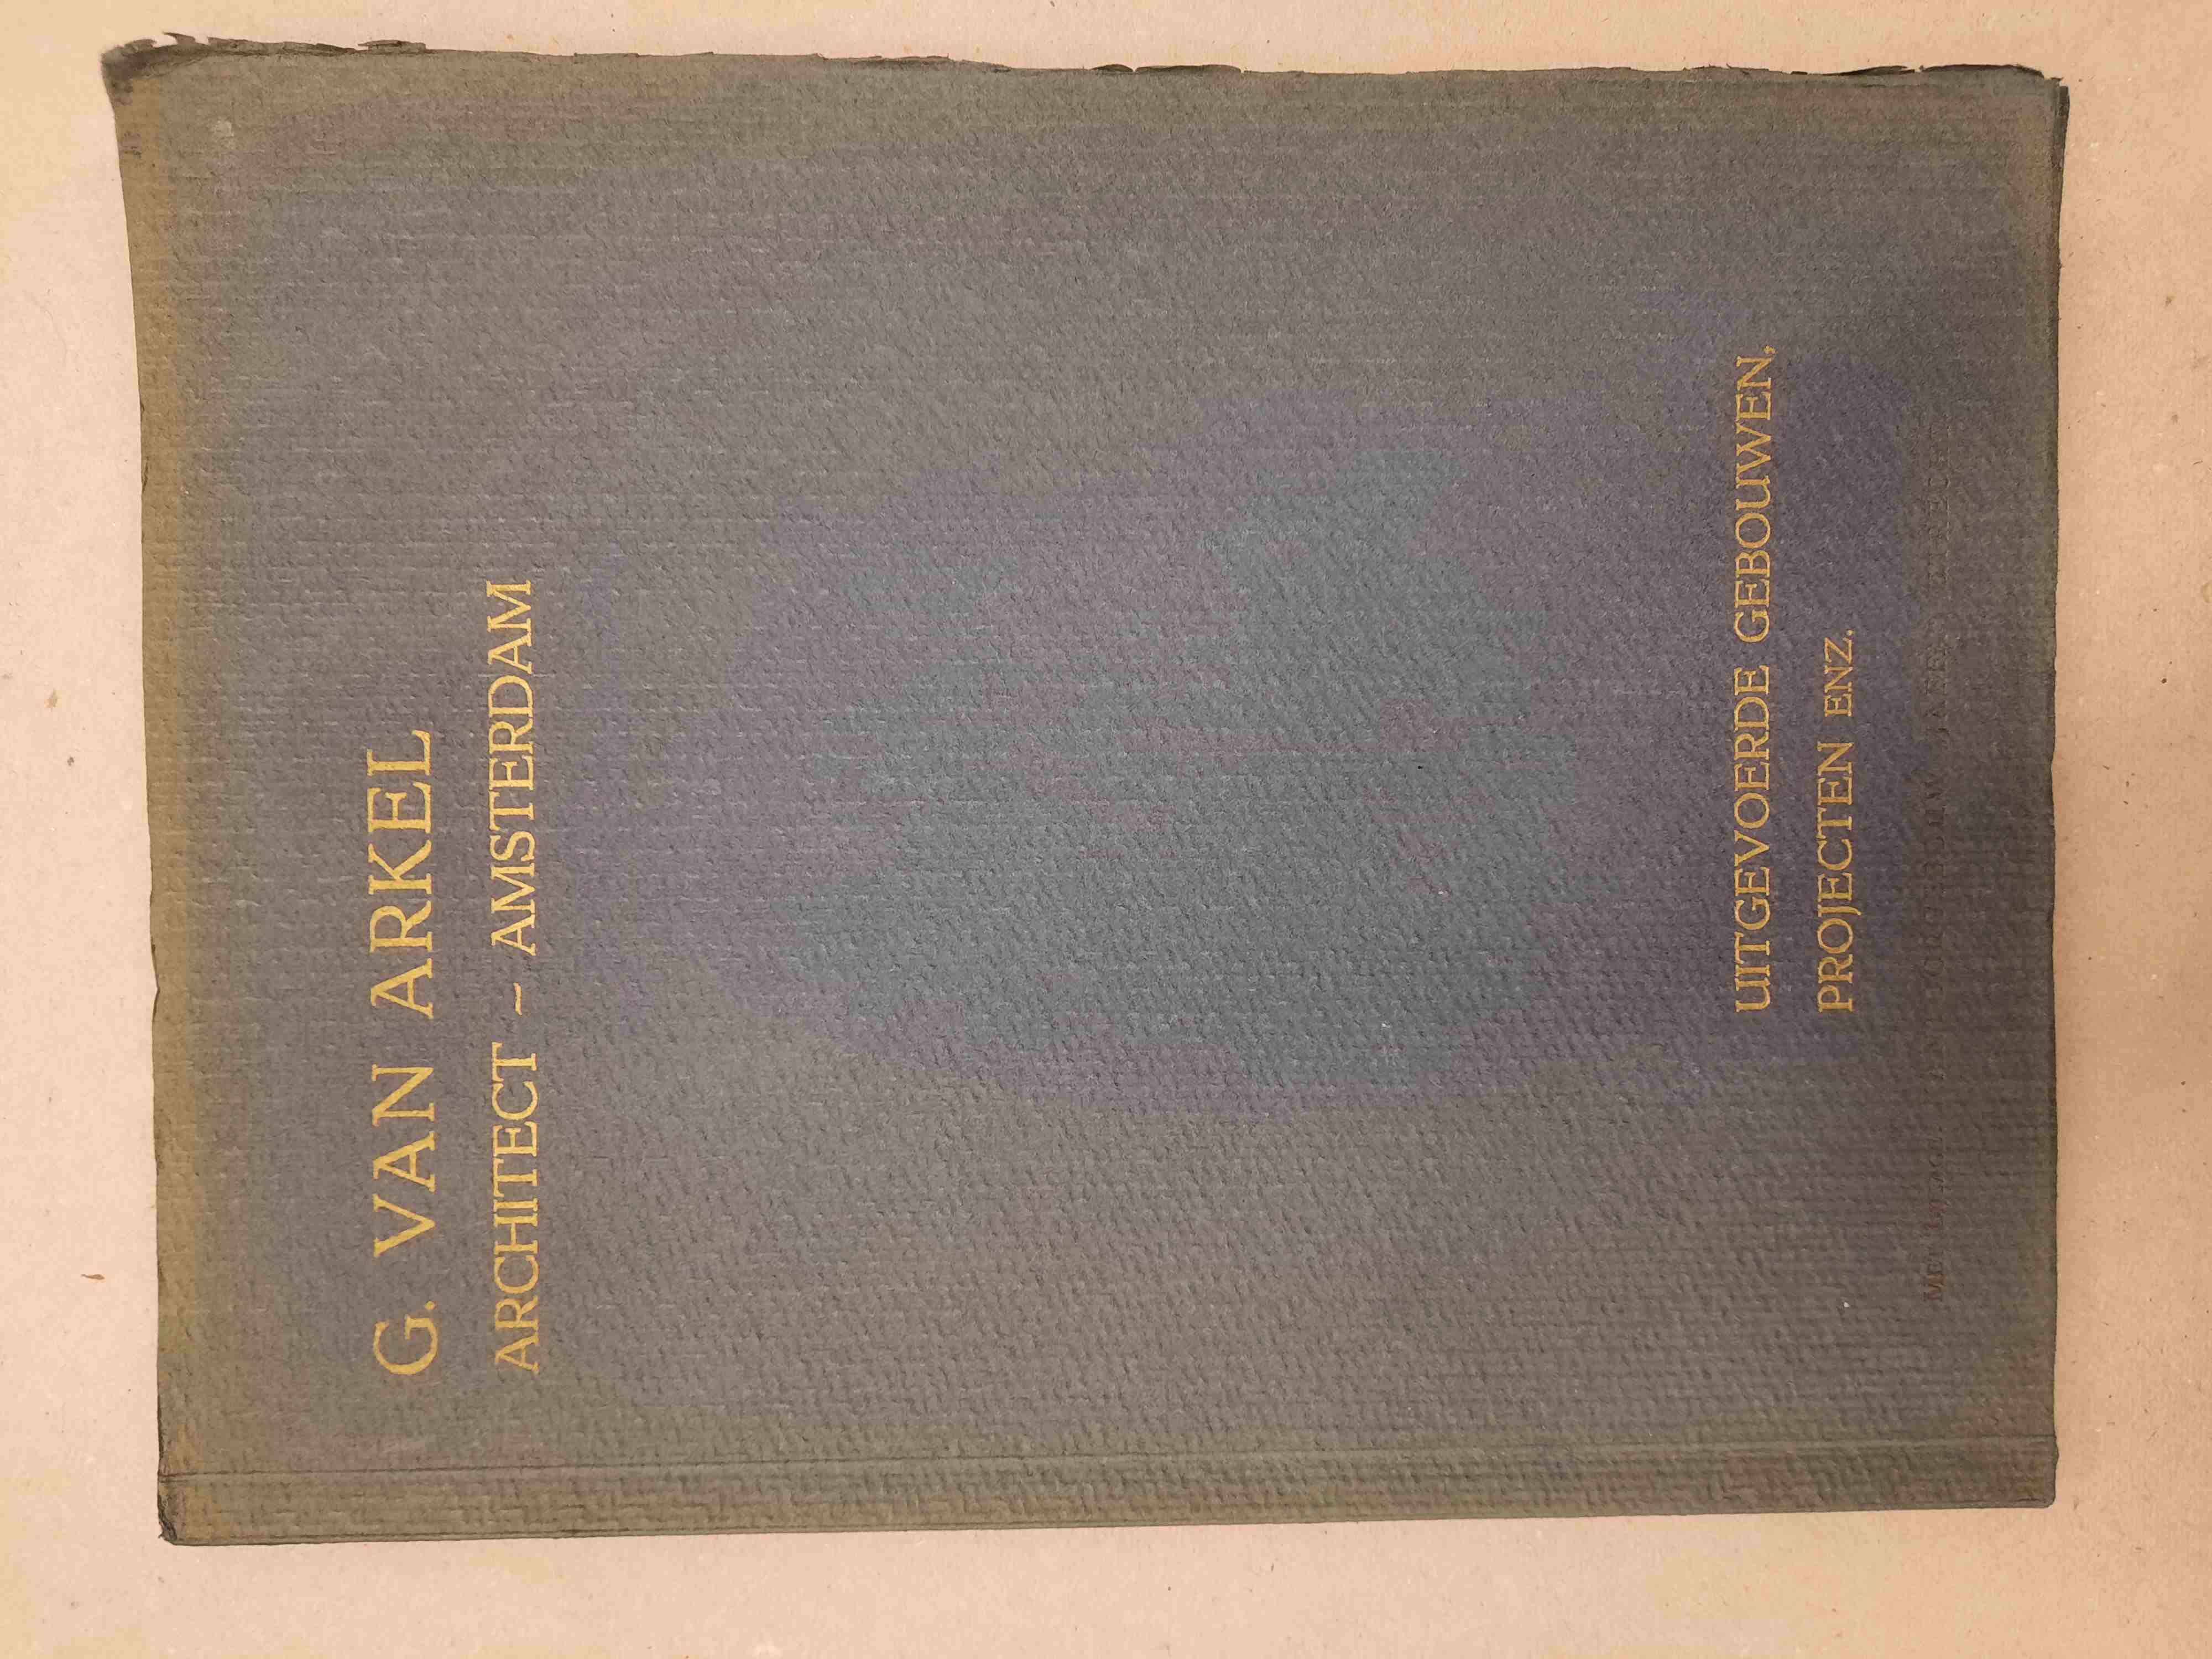 G. VAN ARKEL
ARCHITECT ~ AMSTERDAM
UITGEVOERDE GEBOUWEN,
PROJECTEN ENZ.